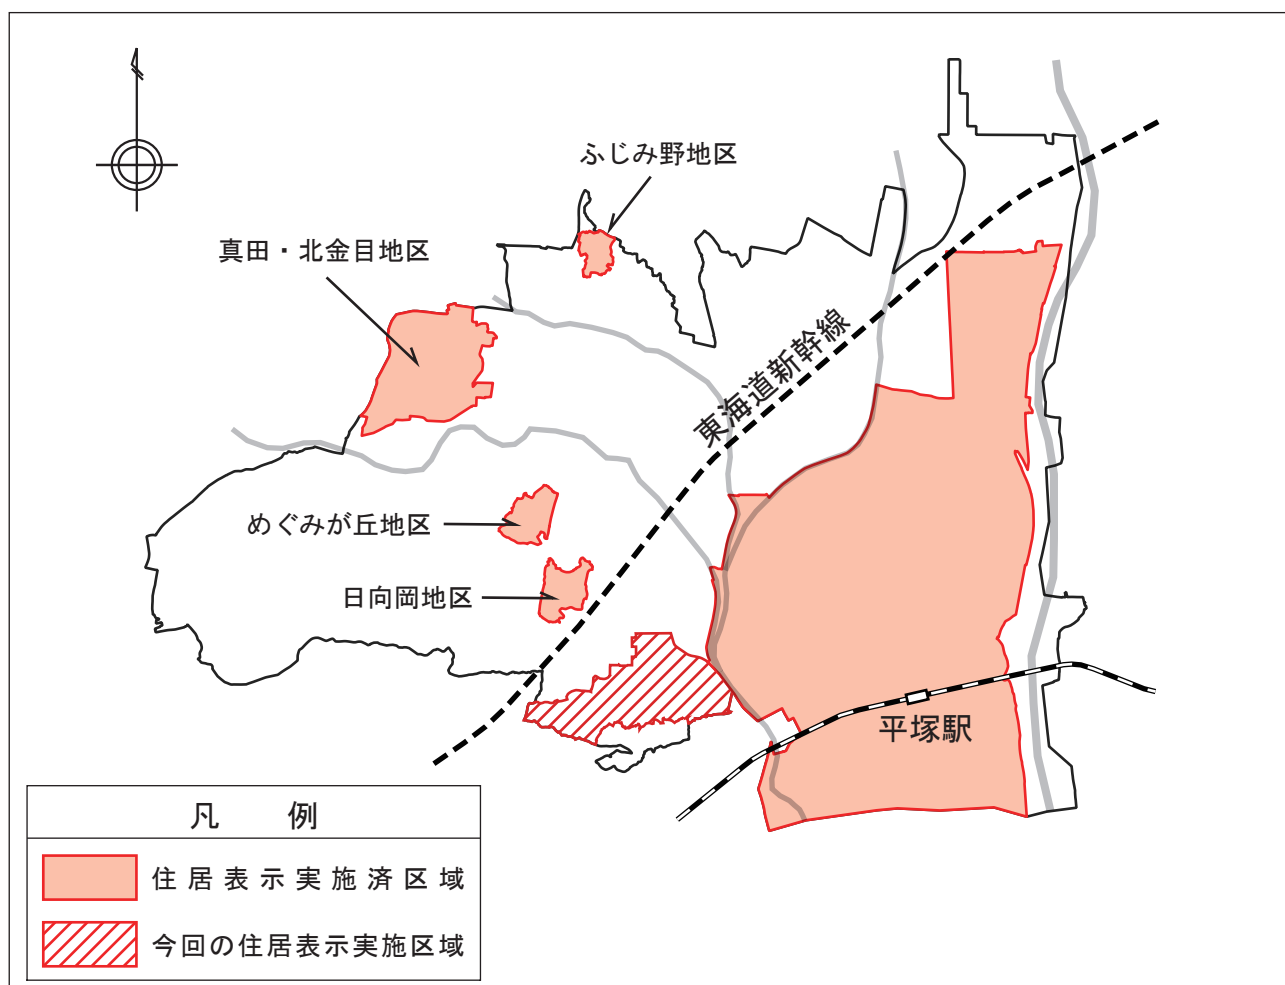 ふじみ野地区
真田・北金目地区
東海道新幹線
めぐみが丘地区
日向岡地区
平塚駅
凡例
住居表示実施済区域
今回の住居表示実施区域